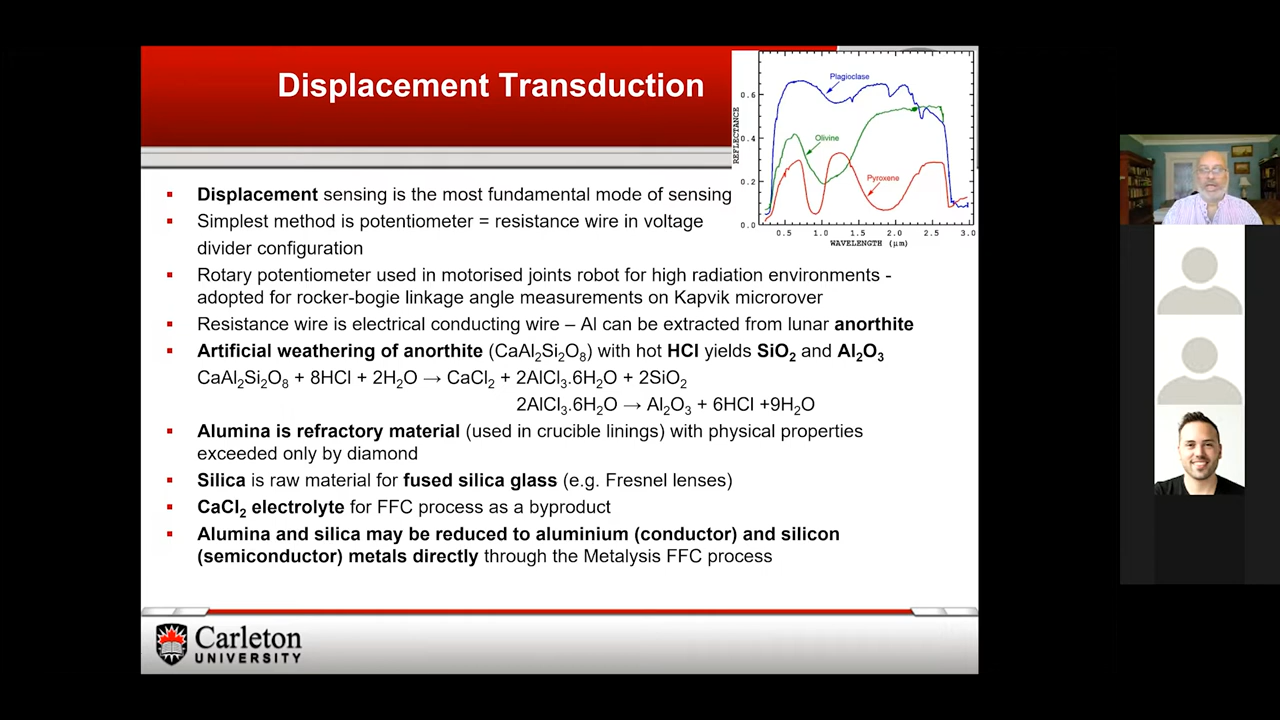 Displacement Transduction
Displacement sensing is the most fundamental mode of sensing
Simplest method is potentiometer = resistance wire in voltage
divider configuration
Rotary potentiometer used in motorised joints robot for high radiation environments -
adopted for rocker-bogie linkage angle measurements on Kapvik microrover
Resistance wire is electrical conducting wire – Al can be extracted from lunar anorthite
Artificial weathering of anorthite (CaAl₂Si₂O₈) with hot HCl yields SiO₂ and Al₂O₃
CaAl₂Si₂O₈ + 8HCl + 2H₂O → CaCl₂ + 2AlCl₃.6H₂O + 2SiO₂
2AlCl₃.6H₂O → Al₂O₃ + 6HCl +9H₂O
Alumina is refractory material (used in crucible linings) with physical properties
exceeded only by diamond
Silica is raw material for fused silica glass (e.g. Fresnel lenses)
CaCl₂ electrolyte for FFC process as a byproduct
Alumina and silica may be reduced to aluminium (conductor) and silicon
(semiconductor) metals directly through the Metalysis FFC process
REFLECTANCE
0.6
0.4
0.2
0.0
Plagioclase
Olivine
Pyroxene
0.5 1.0 1.5 2.0 2.5 3.0
WAVELENGTH (μm)
Carleton
UNIVERSITY